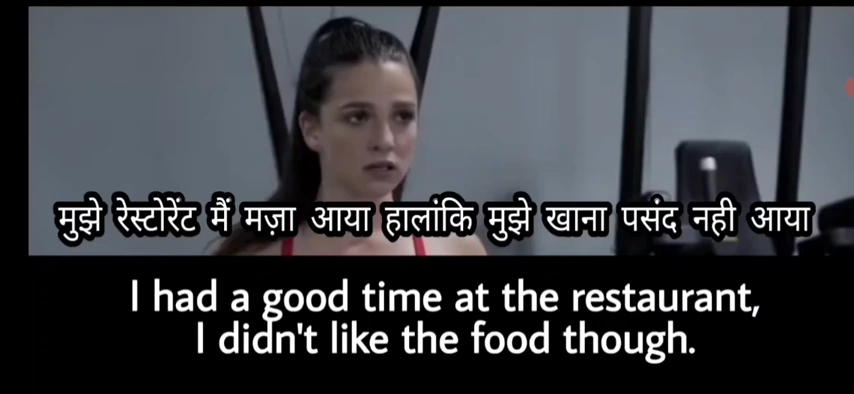 मुझे रेस्टोरेंट मैं मज़ा आया हालांकि मुझे खाना पसंद नही आया
I had a good time at the restaurant,
I didn't like the food though.